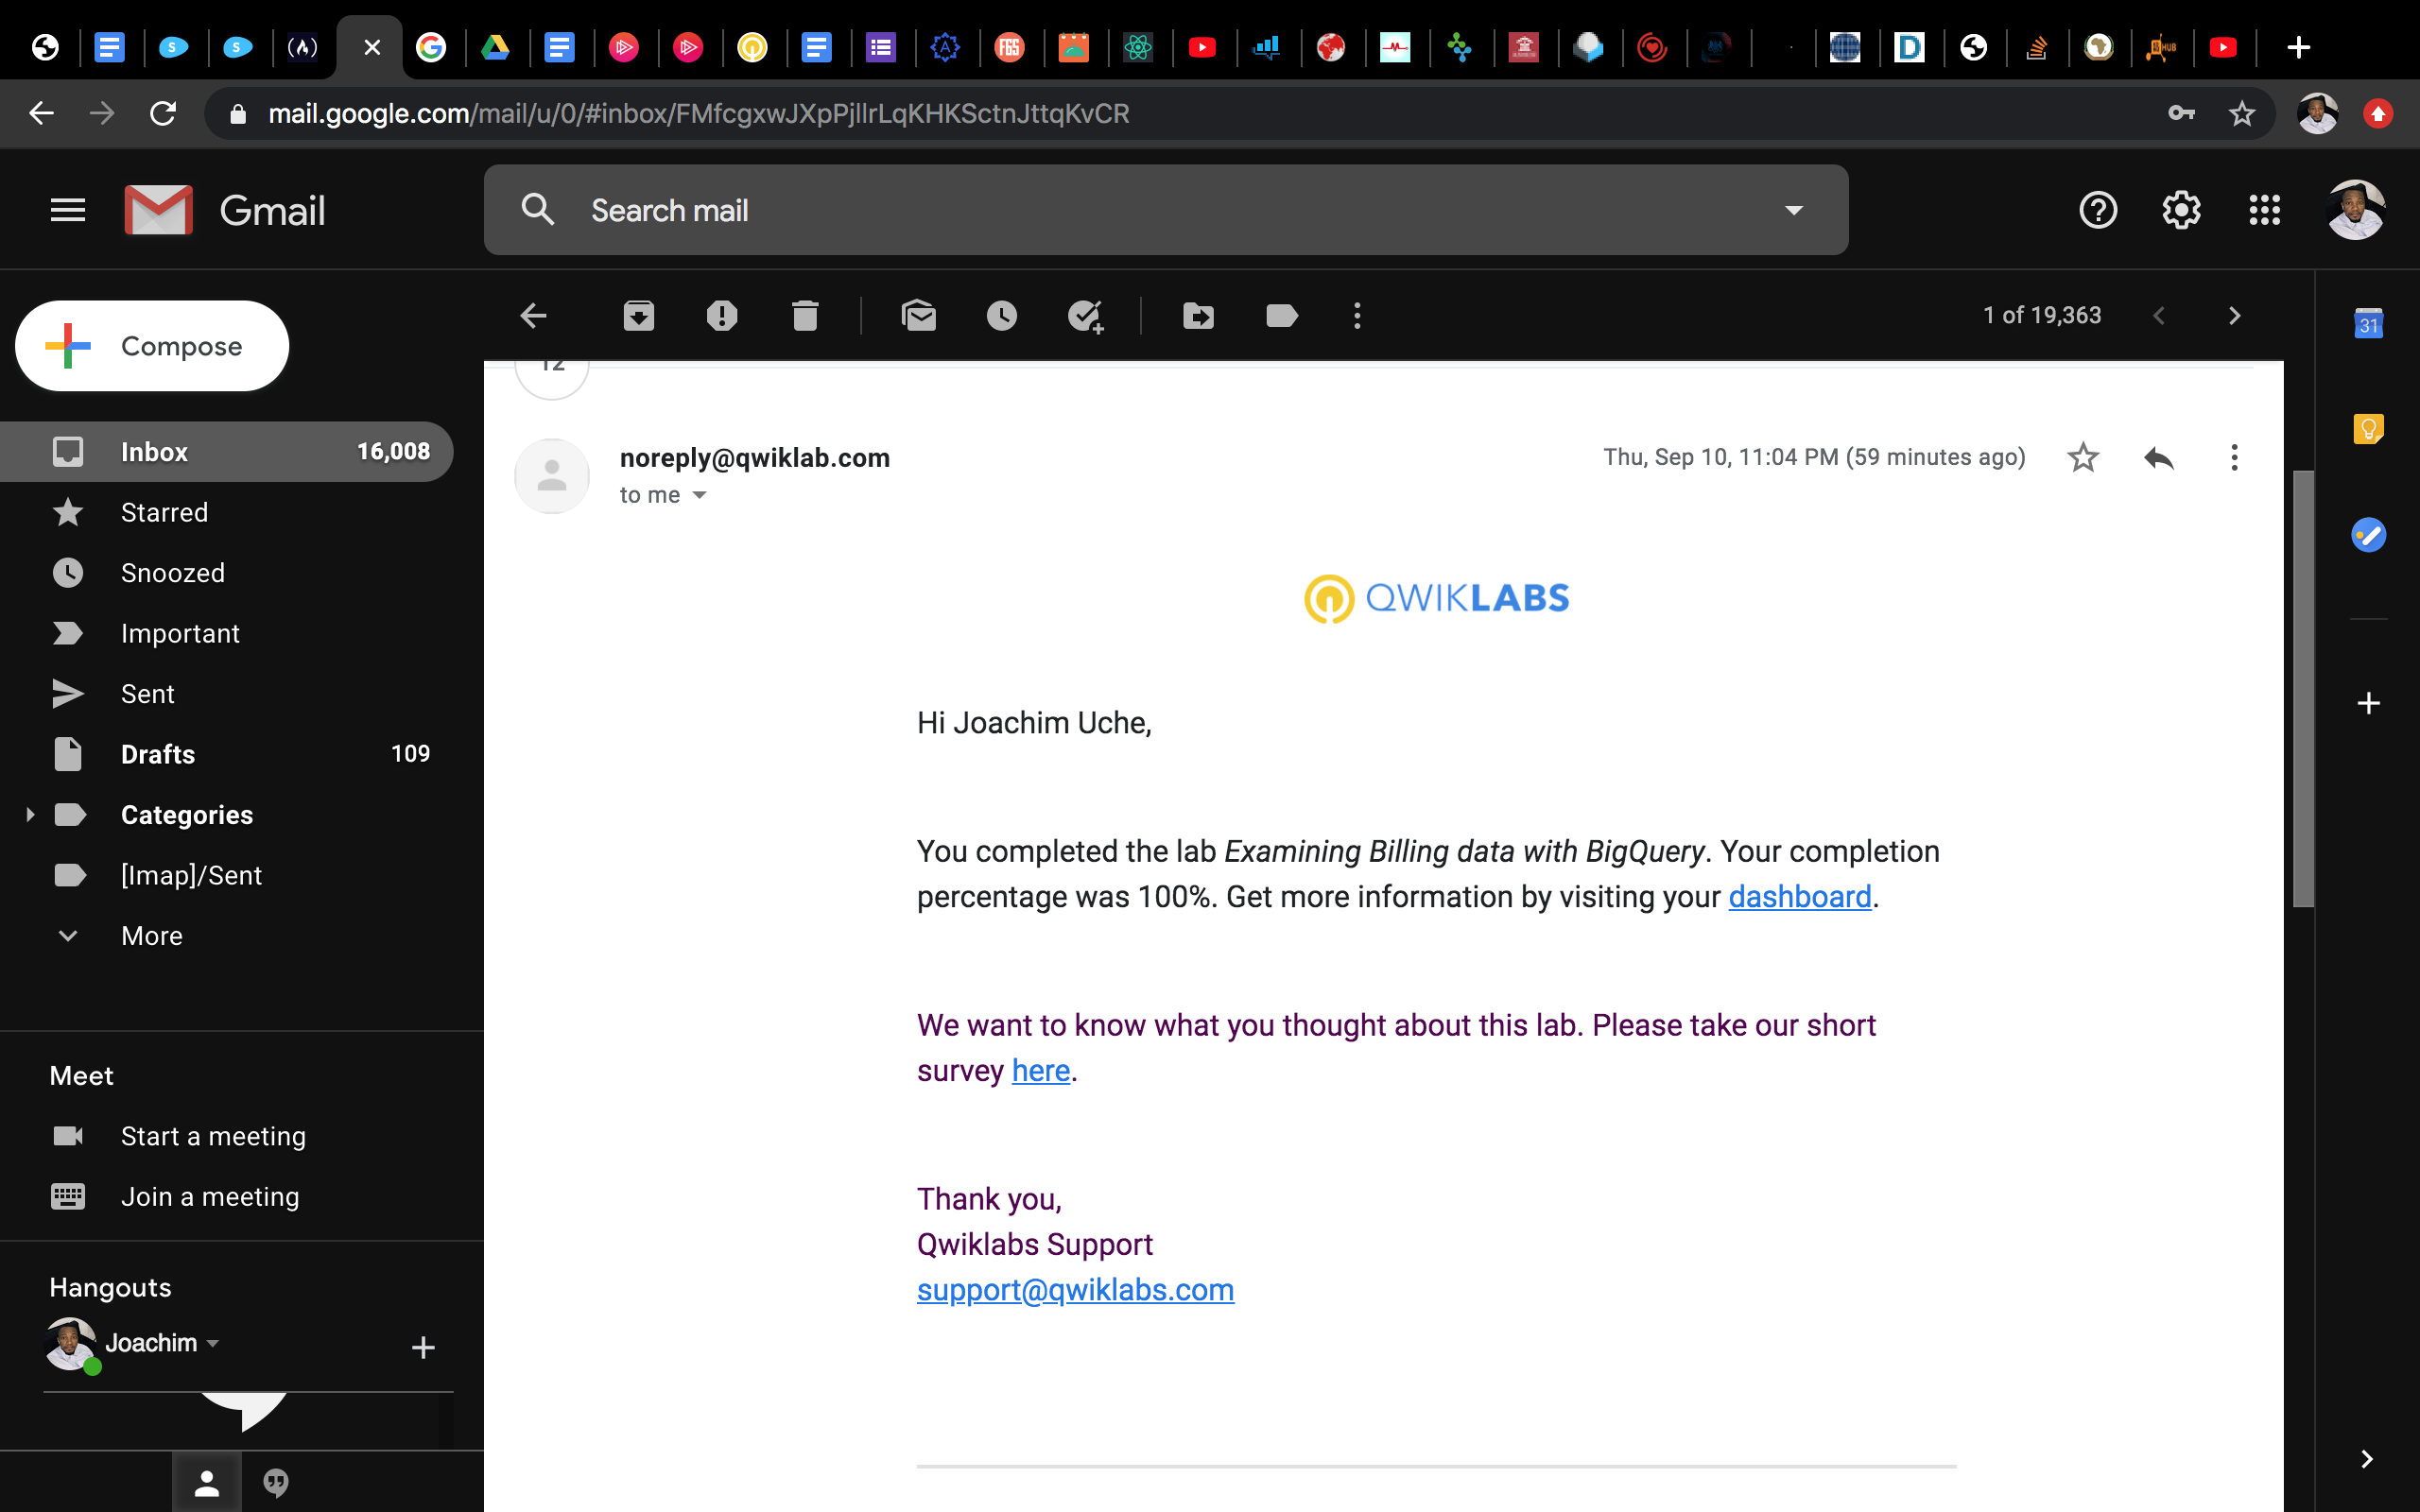 mail.google.com/mail/u/0/#inbox/FMfcgxwJXpPjllrLqKHKSctnJttqKvCR
Gmail
Search mail
Compose
1 of 19,363
31
12
Inbox 16,008
Starred
Snoozed
Important
Sent
Drafts 109
Categories
[Imap]/Sent
More
Meet
Start a meeting
Join a meeting
Hangouts
Joachim
noreply@qwiklab.com
Thu, Sep 10, 11:04 PM (59 minutes ago)
to me
QWIKLABS
Hi Joachim Uche,
You completed the lab Examining Billing data with BigQuery. Your completion
percentage was 100%. Get more information by visiting your dashboard.
We want to know what you thought about this lab. Please take our short
survey here.
Thank you,
Qwiklabs Support
support@qwiklabs.com